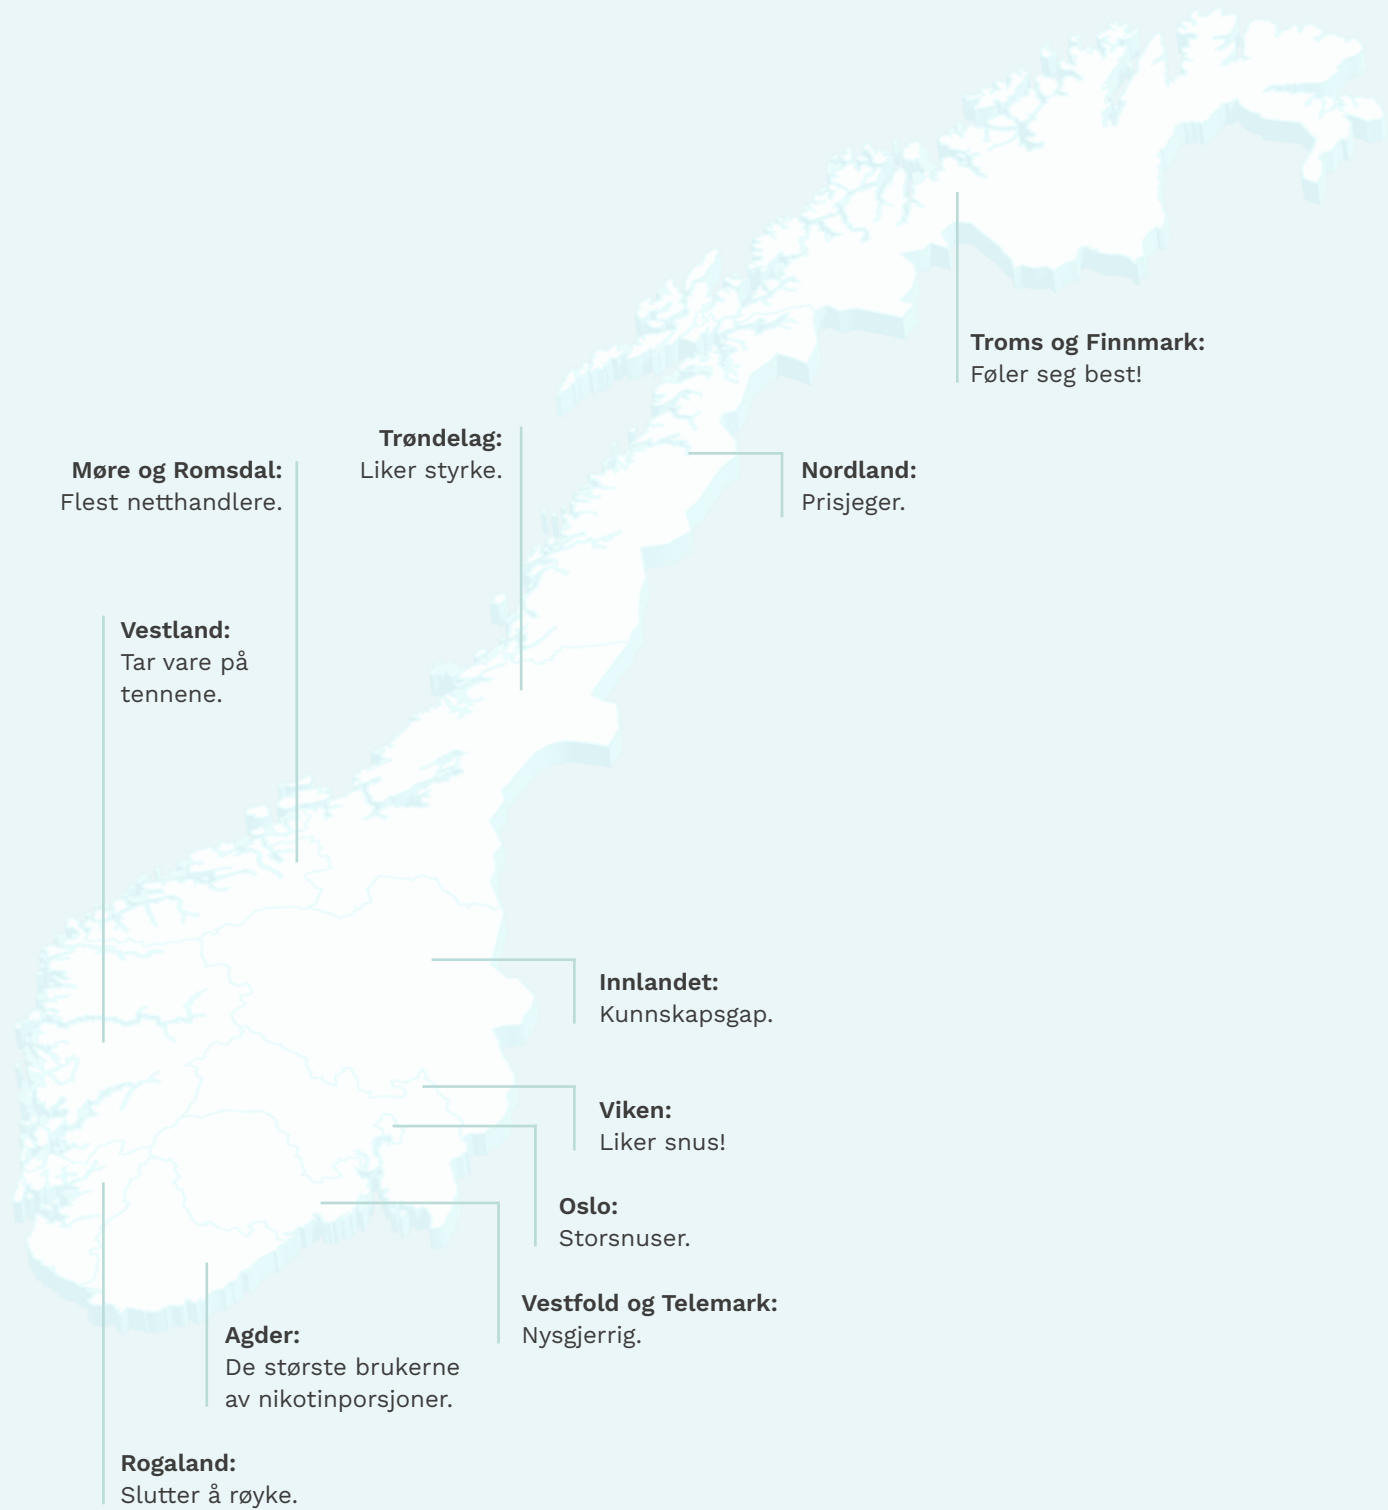 Troms og Finnmark:
Føler seg best!
Trøndelag:
Liker styrke.
Møre og Romsdal:
Flest netthandlere.
Nordland:
Prisjeger.
Vestland:
Tar vare på
tennene.
Innlandet:
Kunnskapsgap.
Viken:
Liker snus!
Oslo:
Storsnuser.
Vestfold og Telemark:
Nysgjerrig.
Agder:
De største brukerne
av nikotinporsjoner.
Rogaland:
Slutter å røyke.